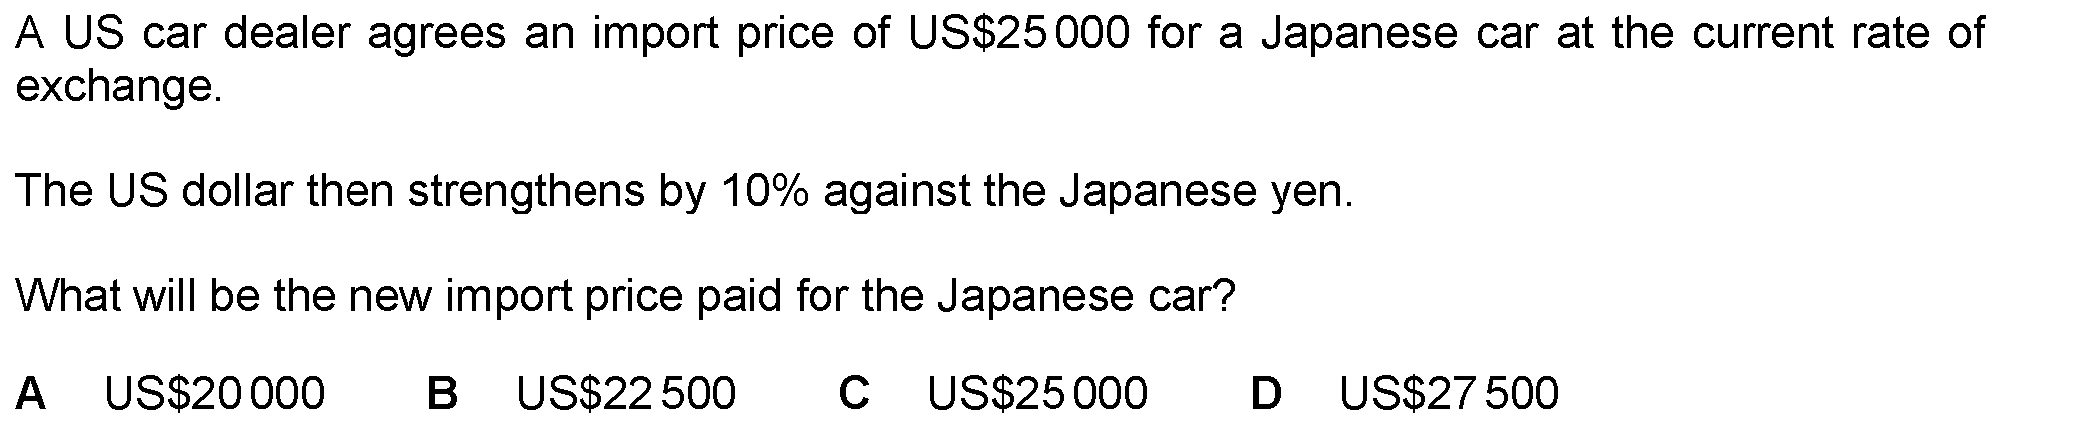 A US car dealer agrees an import price of US$25 000 for a Japanese car at the current rate of
exchange.
The US dollar then strengthens by 10% against the Japanese yen.
What will be the new import price paid for the Japanese car?
A US$20 000 B US$22 500 C US$25 000 D US$27 500